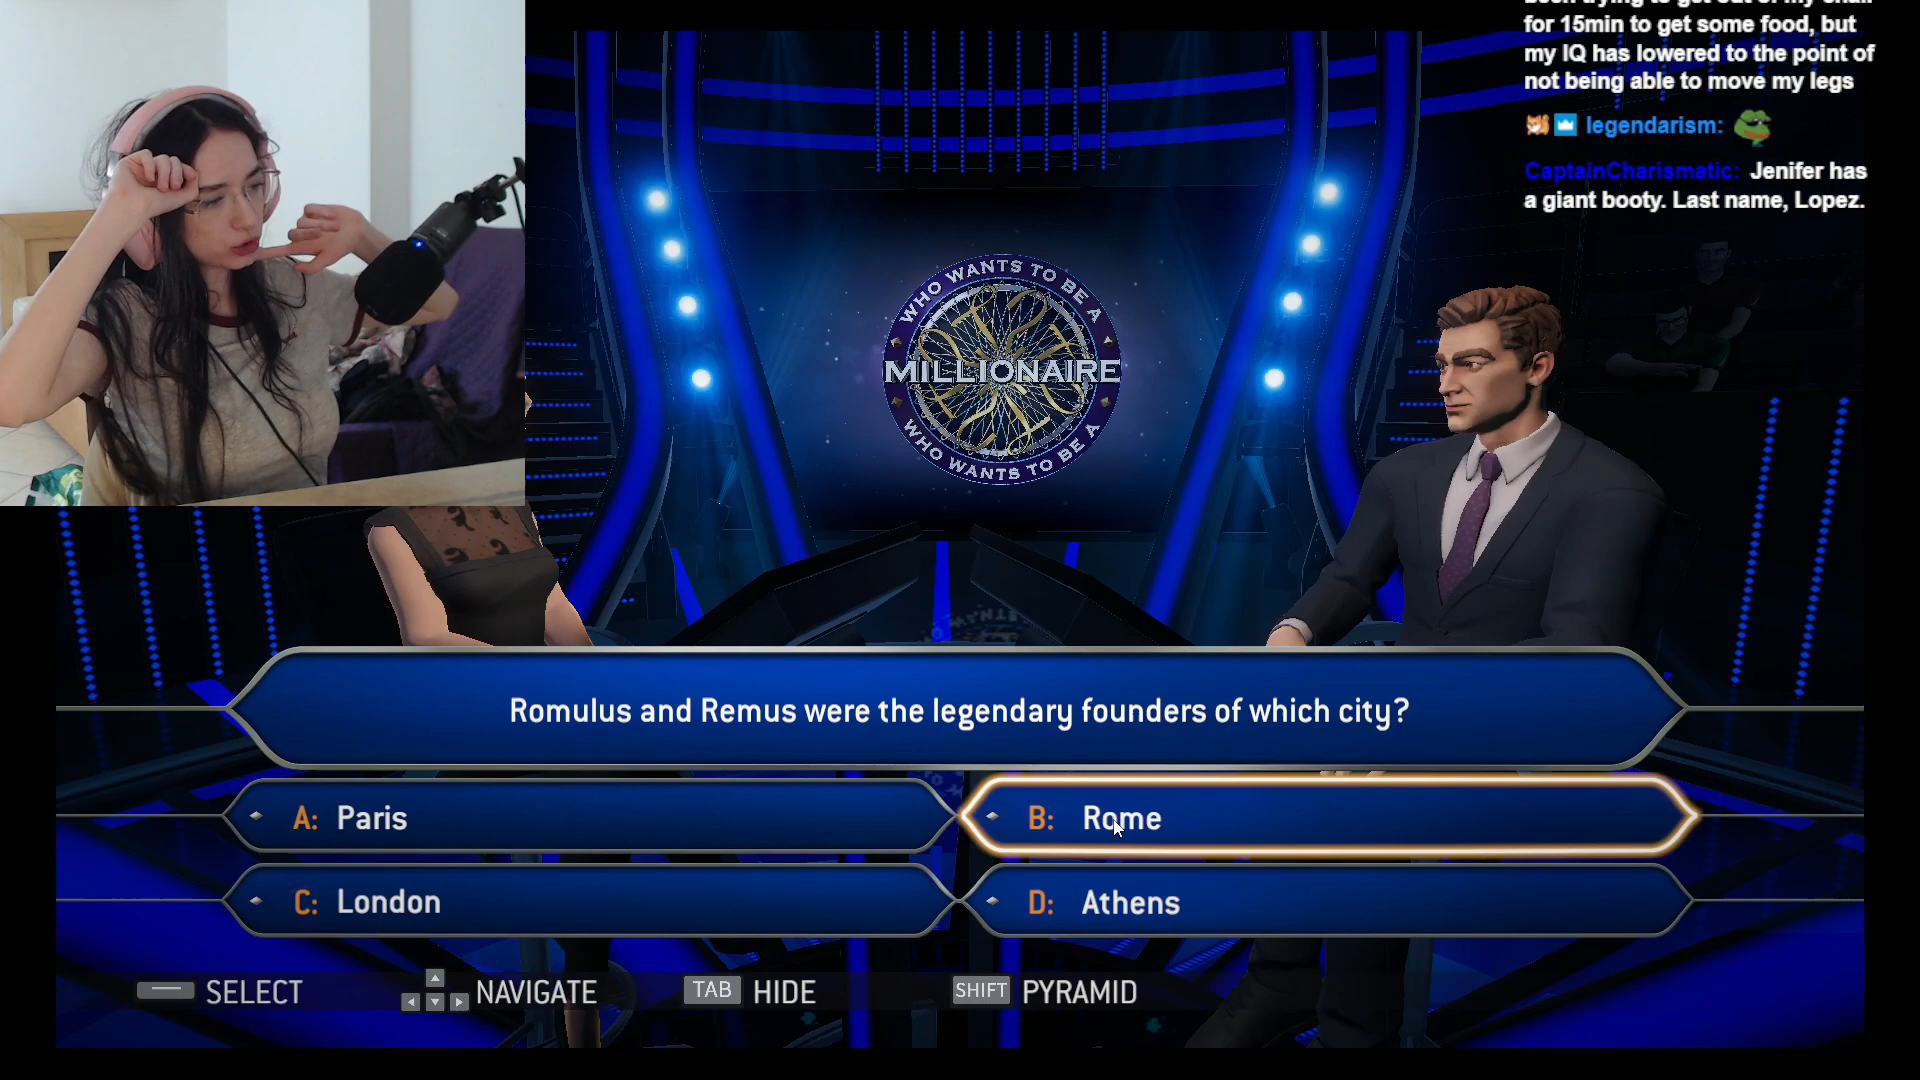 for 15min to get some food, but
my IQ has lowered to the point of
not being able to move my legs
legendarism:
CaptainCharismatic: Jenifer has
a giant booty. Last name, Lopez.
WHO WANTS TO BE A
MILLIONAIRE
WHO WANTS TO BE A
Romulus and Remus were the legendary founders of which city?
A: Paris
B: Rome
C: London
D: Athens
SELECT
NAVIGATE
TAB HIDE
SHIFT PYRAMID